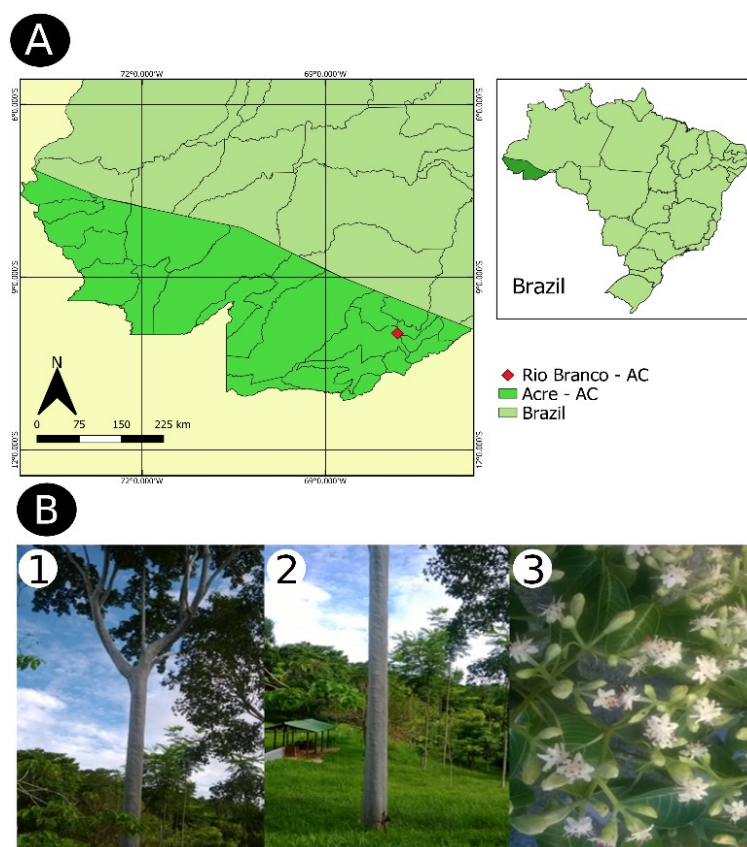 A
72°0.000'W 69°0.000'W
6°0.000'S 6°0.000'S
9°0.000'S 9°0.000'S
N
0 75 150 225 km
12°0.000'S 12°0.000'S
72°0.000'W 69°0.000'W
Brazil
Rio Branco - AC
Acre - AC
Brazil
B
1 2 3